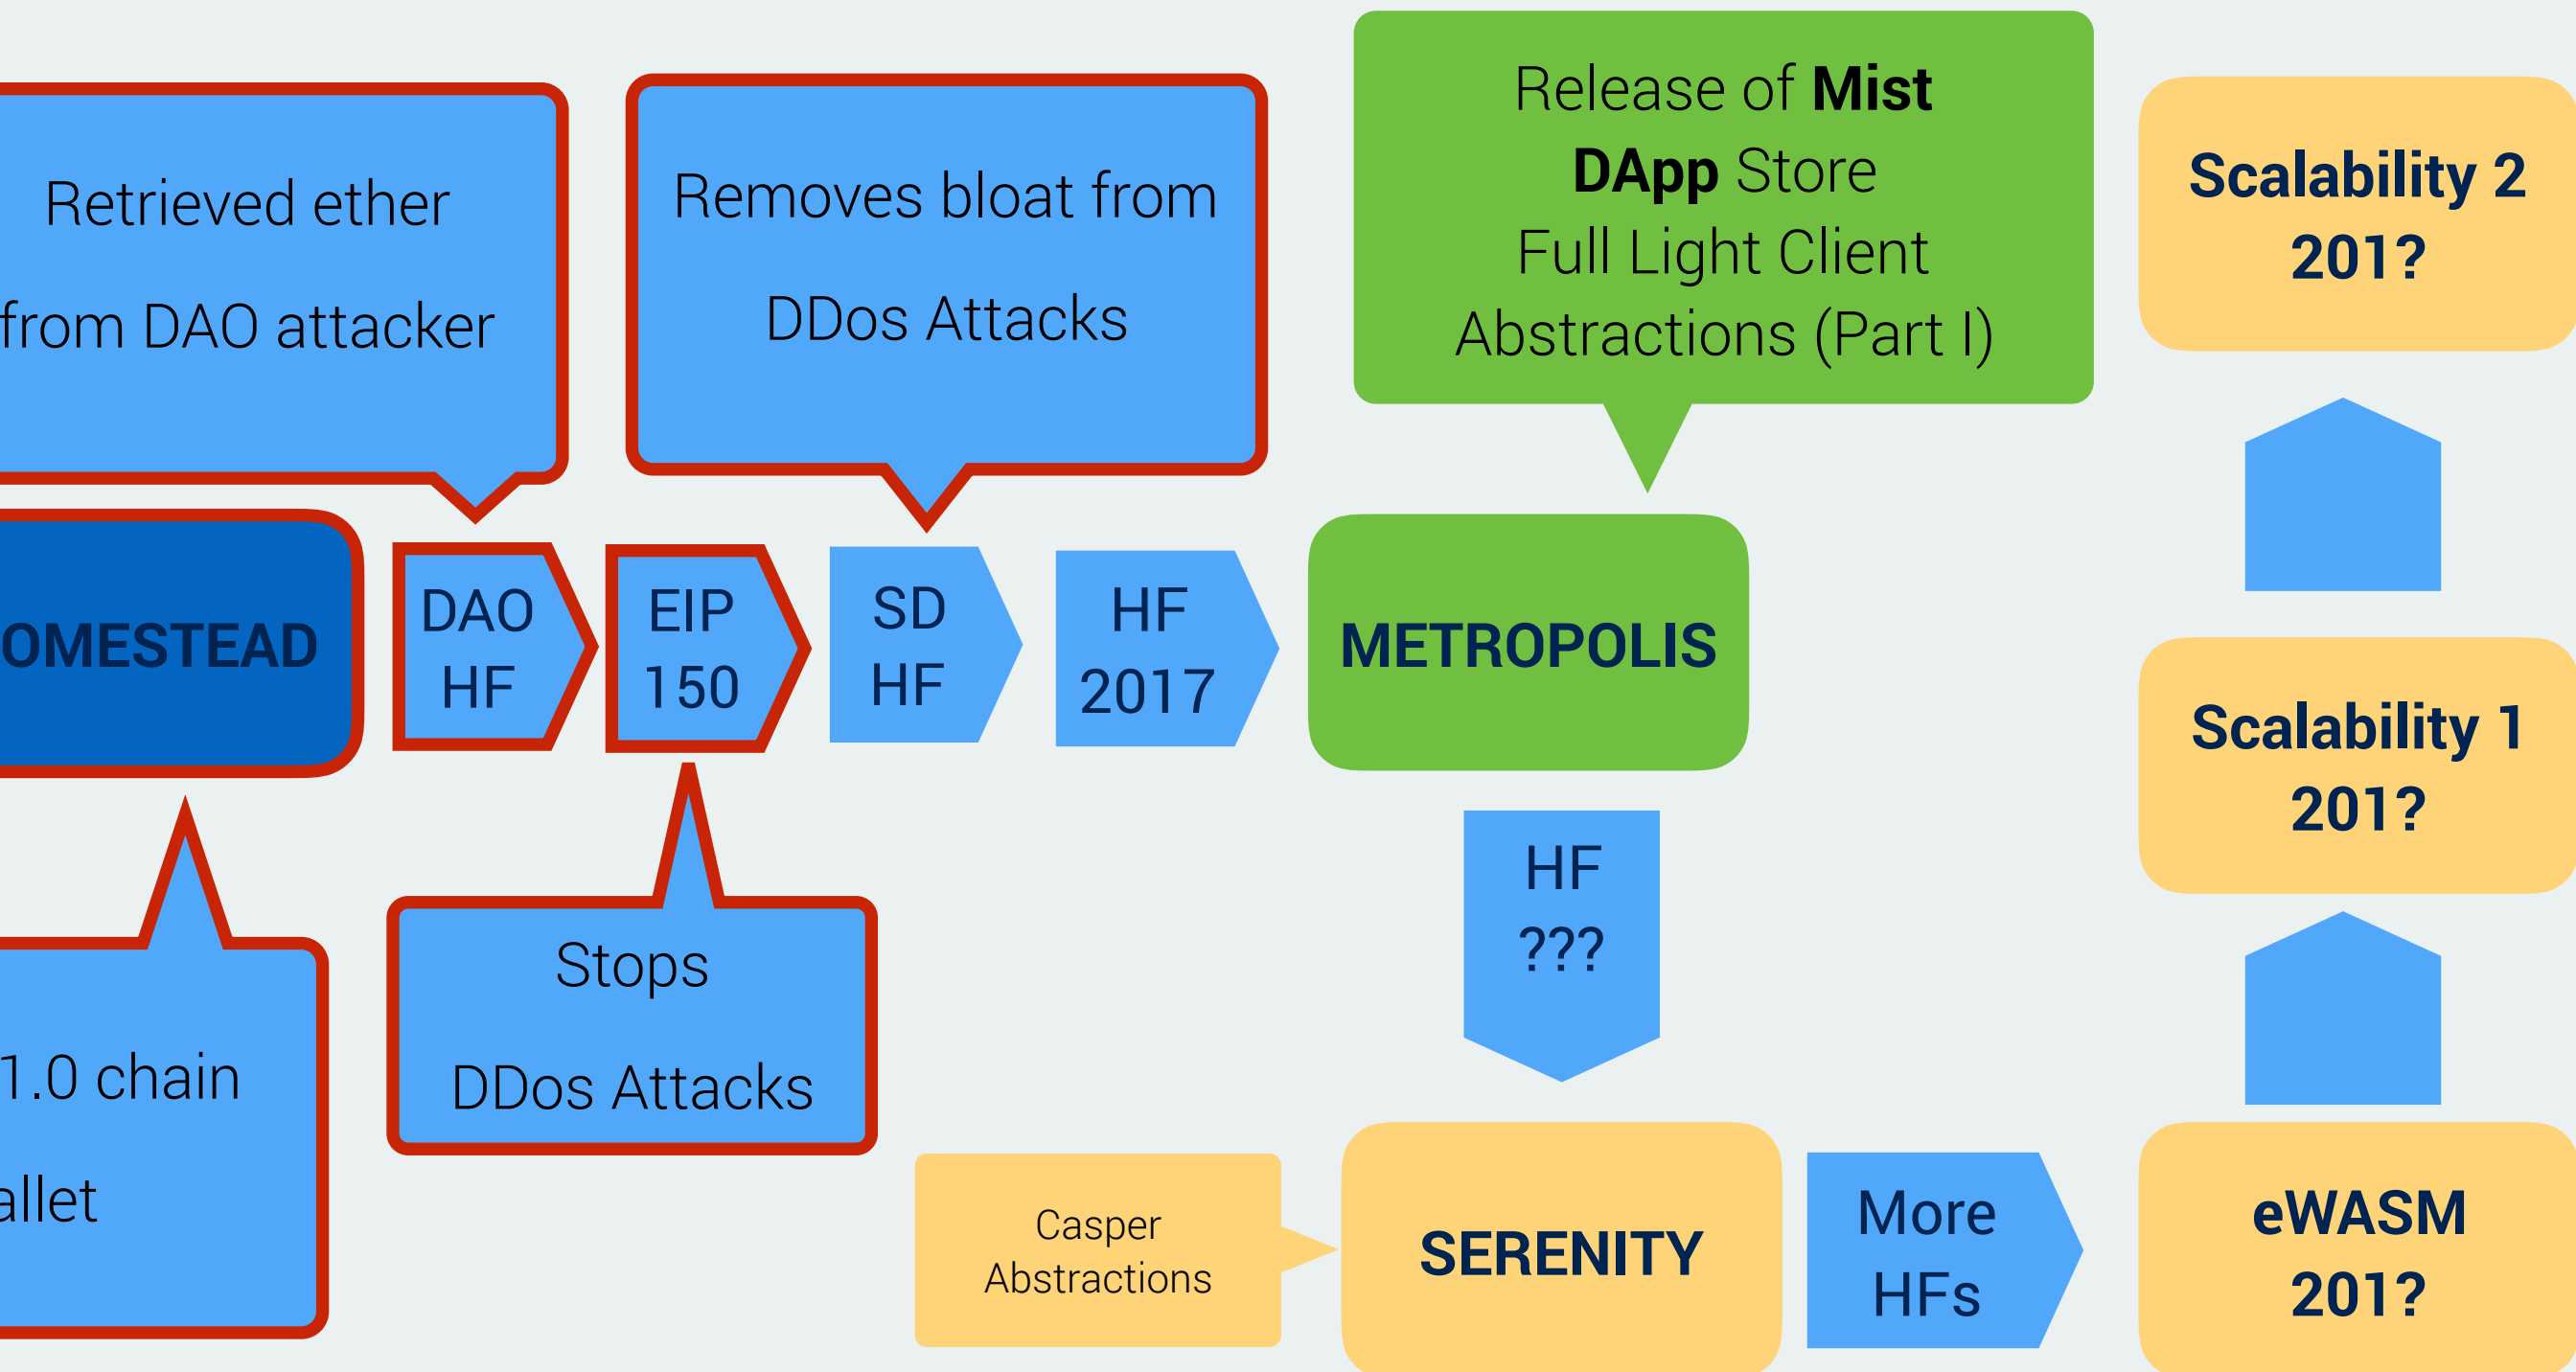 Retrieved ether
from DAO attacker
Removes bloat from
DDos Attacks
Release of Mist
DApp Store
Full Light Client
Abstractions (Part I)
Scalability 2
201?
OMESTEAD
DAO
HF
EIP
150
SD
HF
HF
2017
METROPOLIS
Scalability 1
201?
HF
???
1.0 chain
allet
Stops
DDos Attacks
Casper
Abstractions
SERENITY
More
HFs
eWASM
201?